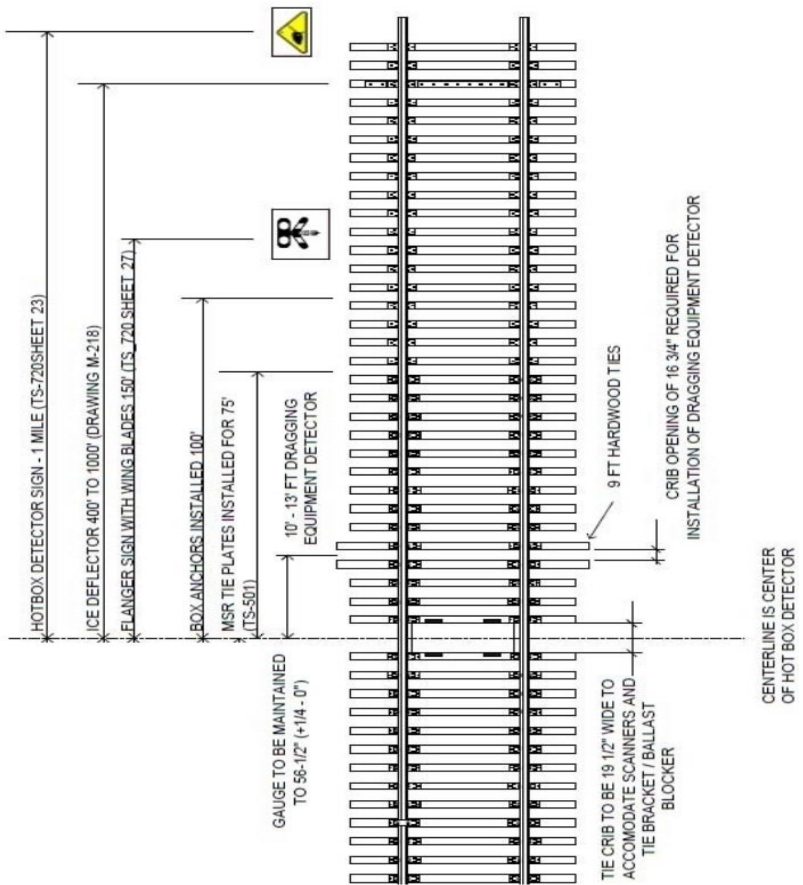 HOTBOX DETECTOR SIGN - 1 MILE (TS-720SHEET 23)
ICE DEFLECTOR 400' TO 1000' (DRAWING M-218)
FLANGER SIGN WITH WING BLADES 150' (TS_720 SHEET 27)
BOX ANCHORS INSTALLED 100'
MSR TIE PLATES INSTALLED FOR 75'
(TS-501)
10' - 13' FT DRAGGING
EQUIPMENT DETECTOR
GAUGE TO BE MAINTAINED
TO 56-1/2" (+1/4 - 0")
9 FT HARDWOOD TIES
CRIB OPENING OF 16 3/4" REQUIRED FOR
INSTALLATION OF DRAGGING EQUIPMENT DETECTOR
TIE CRIB TO BE 19 1/2" WIDE TO
ACCOMODATE SCANNERS AND
TIE BRACKET / BALLAST
BLOCKER
CENTERLINE IS CENTER
OF HOT BOX DETECTOR